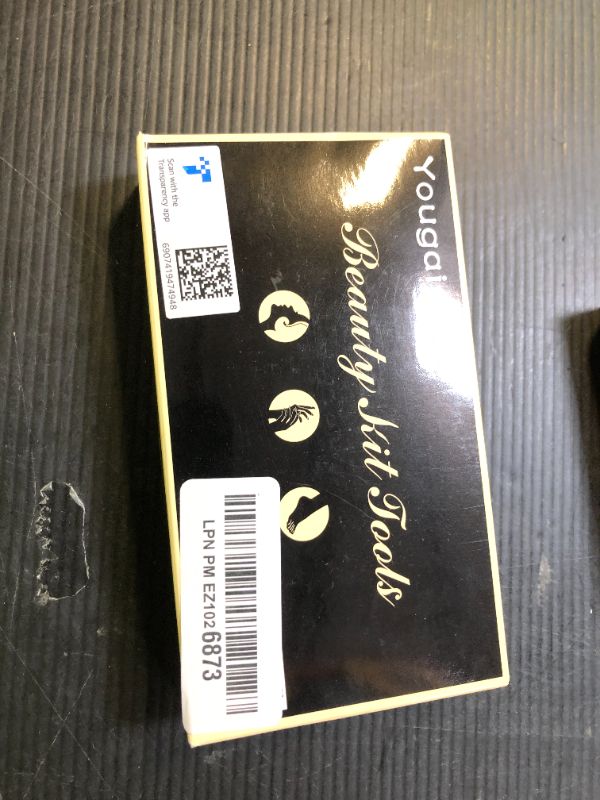 Yougai
Beauty Kit Tools
Scan with the
Transparency app
6907419474948
LPN PM EZ1026873